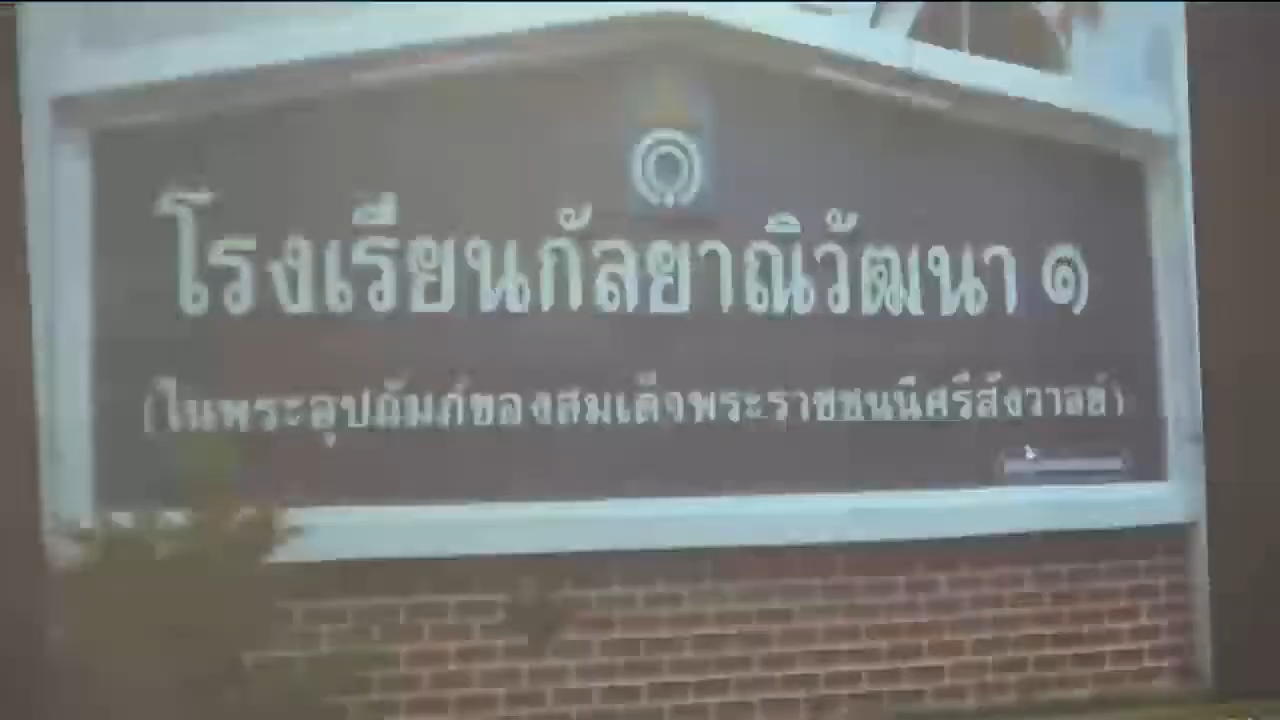 โรงเรียนกัลยาณิวัฒนา ๑
(ในพระอุปถัมภ์ของสมเด็จพระราชชนนีศรีสังวาลย์)